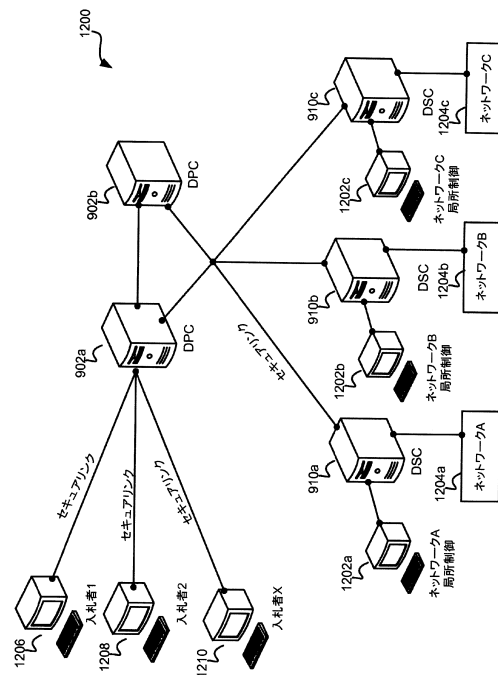 1200
902b
DPC
902a
DPC
セキュアリンク
セキュアリンク
セキュアリンク
1206
入札者1
1208
入札者2
1210
入札者X
セキュアリンク
910a
DSC
1202a
ネットワークA
局所制御
1204a
ネットワークA
910b
DSC
1202b
ネットワークB
局所制御
1204b
ネットワークB
910c
DSC
1202c
ネットワークC
局所制御
1204c
ネットワークC